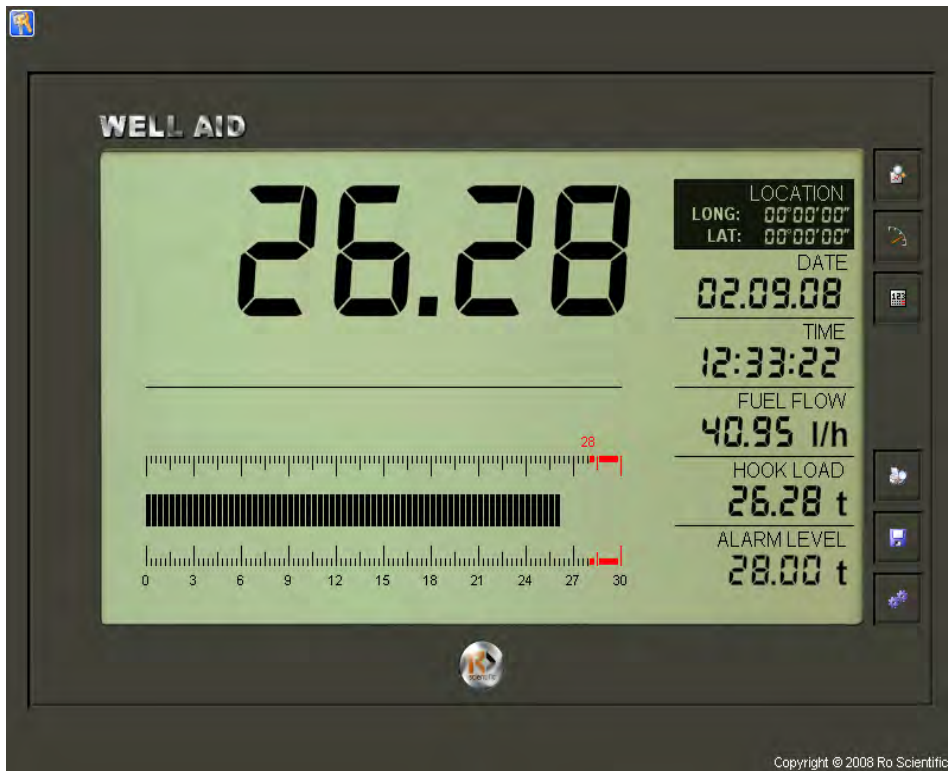 WELL AID
26.28
LOCATION
LONG: 00°00'00"
LAT: 00°00'00"
DATE
02.09.08
TIME
12:33:22
FUEL FLOW
40.95 l/h
HOOK LOAD
26.28 t
ALARM LEVEL
28.00 t
28
0 3 6 9 12 15 18 21 24 27 30
R
scientific
Copyright © 2008 Ro Scientific